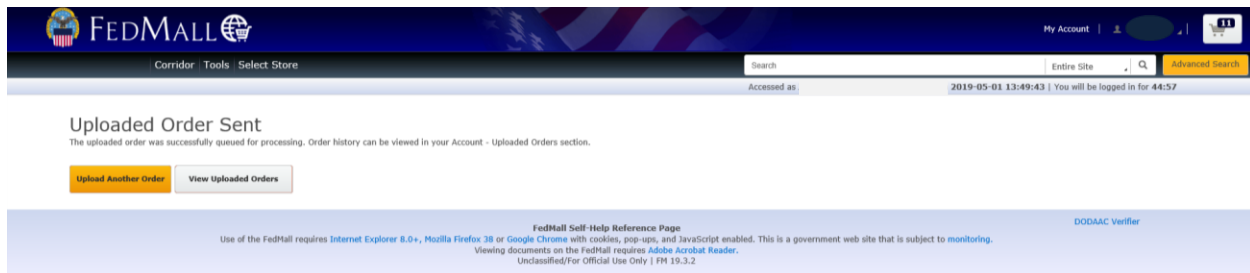 FEDMALL
My Account |
11
Corridor Tools Select Store
Search
Entire Site
Advanced Search
Accessed as
2019-05-01 13:49:43 | You will be logged in for 44:57
Uploaded Order Sent
The uploaded order was successfully queued for processing. Order history can be viewed in your Account - Uploaded Orders section.
Upload Another Order
View Uploaded Orders
FedMall Self-Help Reference Page
DODAAC Verifier
Use of the FedMall requires Internet Explorer 8.0+, Mozilla Firefox 38 or Google Chrome with cookies, pop-ups, and JavaScript enabled. This is a government web site that is subject to monitoring.
Viewing documents on the FedMall requires Adobe Acrobat Reader.
Unclassified/For Official Use Only | FM 19.3.2